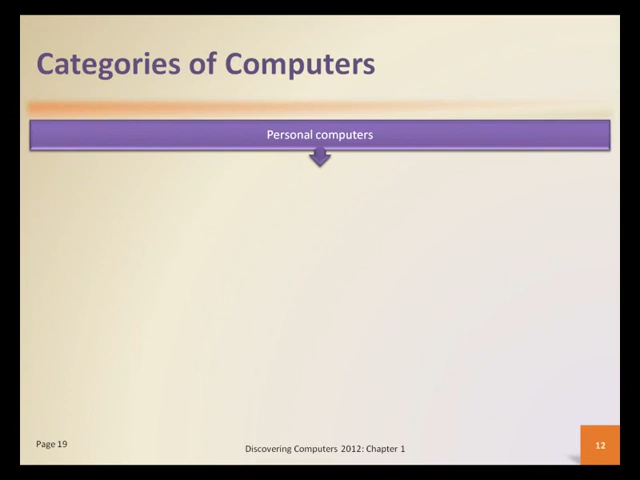 Categories of Computers
Personal computers
Page 19
Discovering Computers 2012: Chapter 1
12